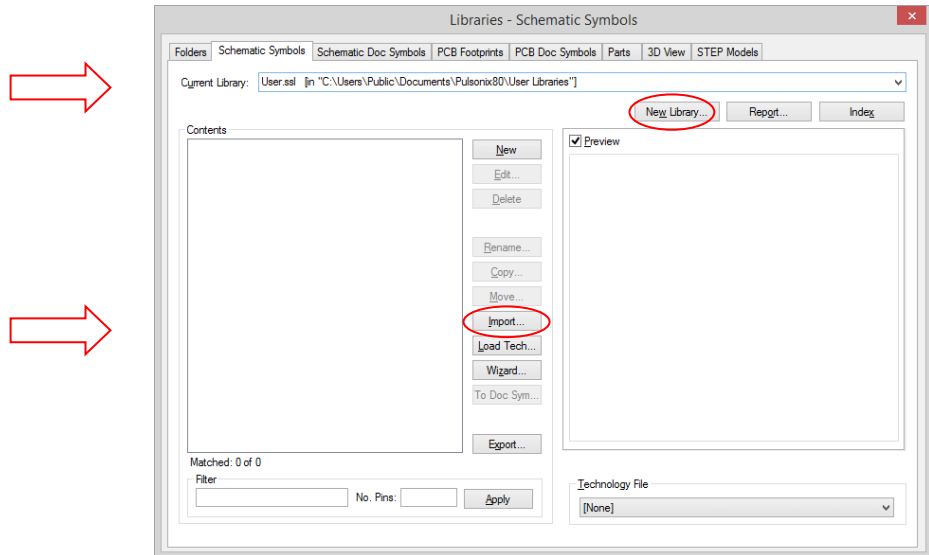 Libraries - Schematic Symbols
Folders Schematic Symbols Schematic Doc Symbols PCB Footprints PCB Doc Symbols Parts 3D View STEP Models
Current Library: User.ssl [in "C:\Users\Public\Documents\Pulsonix80\User Libraries"]
New Library... Report... Index
Contents
Preview
New
Edit...
Delete
Rename...
Copy...
Move...
Import...
Load Tech...
Wizard...
To Doc Sym...
Export...
Matched: 0 of 0
Filter
No. Pins: Apply
Technology File
[None]